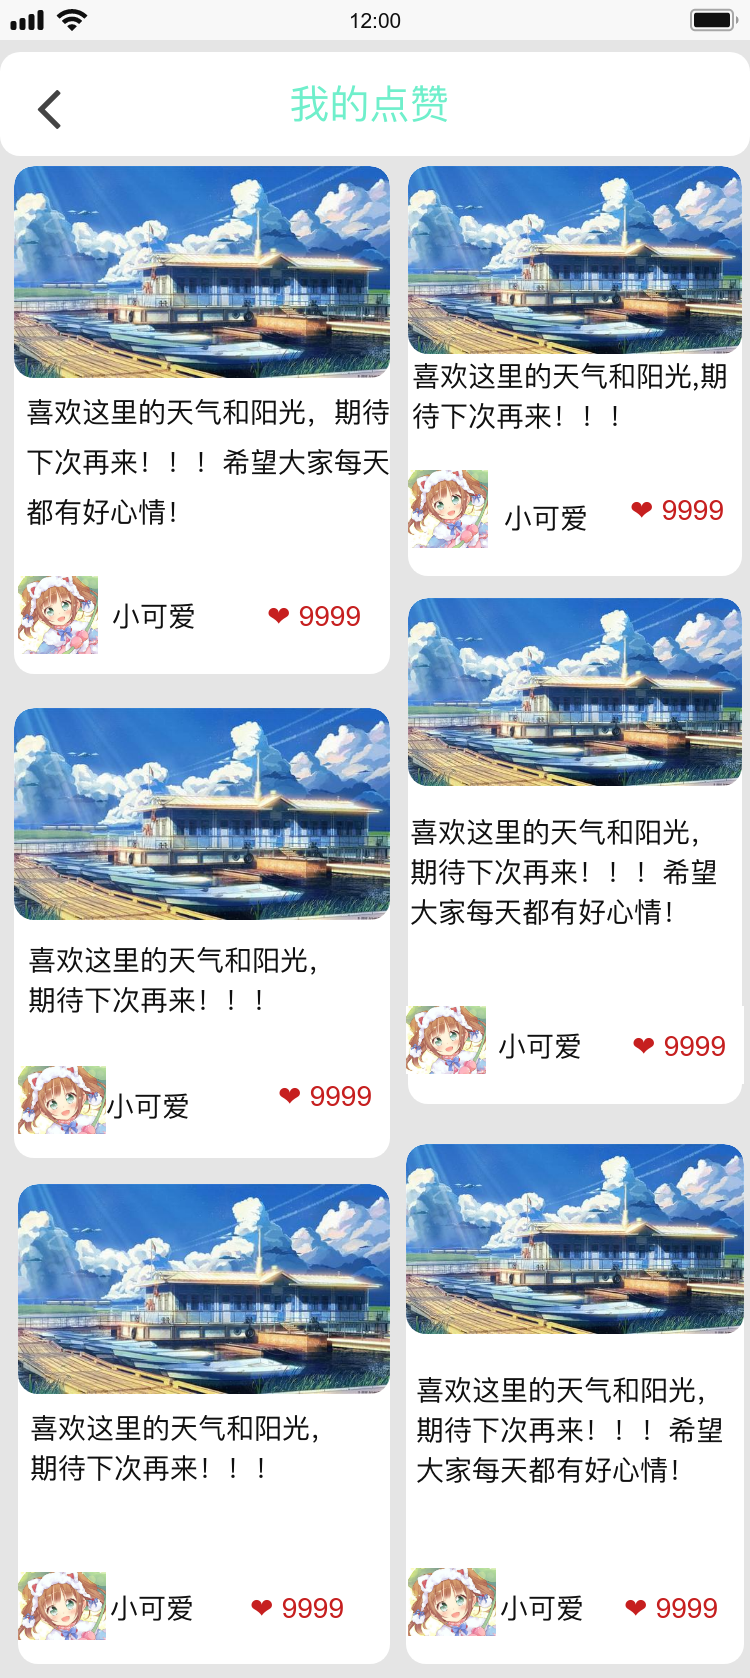 12:00
我的点赞
喜欢这里的天气和阳光，期待
下次再来！！！希望大家每天
都有好心情！
小可爱
❤ 9999
喜欢这里的天气和阳光,期
待下次再来！！！
小可爱
❤ 9999
喜欢这里的天气和阳光，
期待下次再来！！！
小可爱
❤ 9999
喜欢这里的天气和阳光，
期待下次再来！！！希望
大家每天都有好心情！
小可爱
❤ 9999
喜欢这里的天气和阳光，
期待下次再来！！！
小可爱
❤ 9999
喜欢这里的天气和阳光，
期待下次再来！！！希望
大家每天都有好心情！
小可爱
❤ 9999